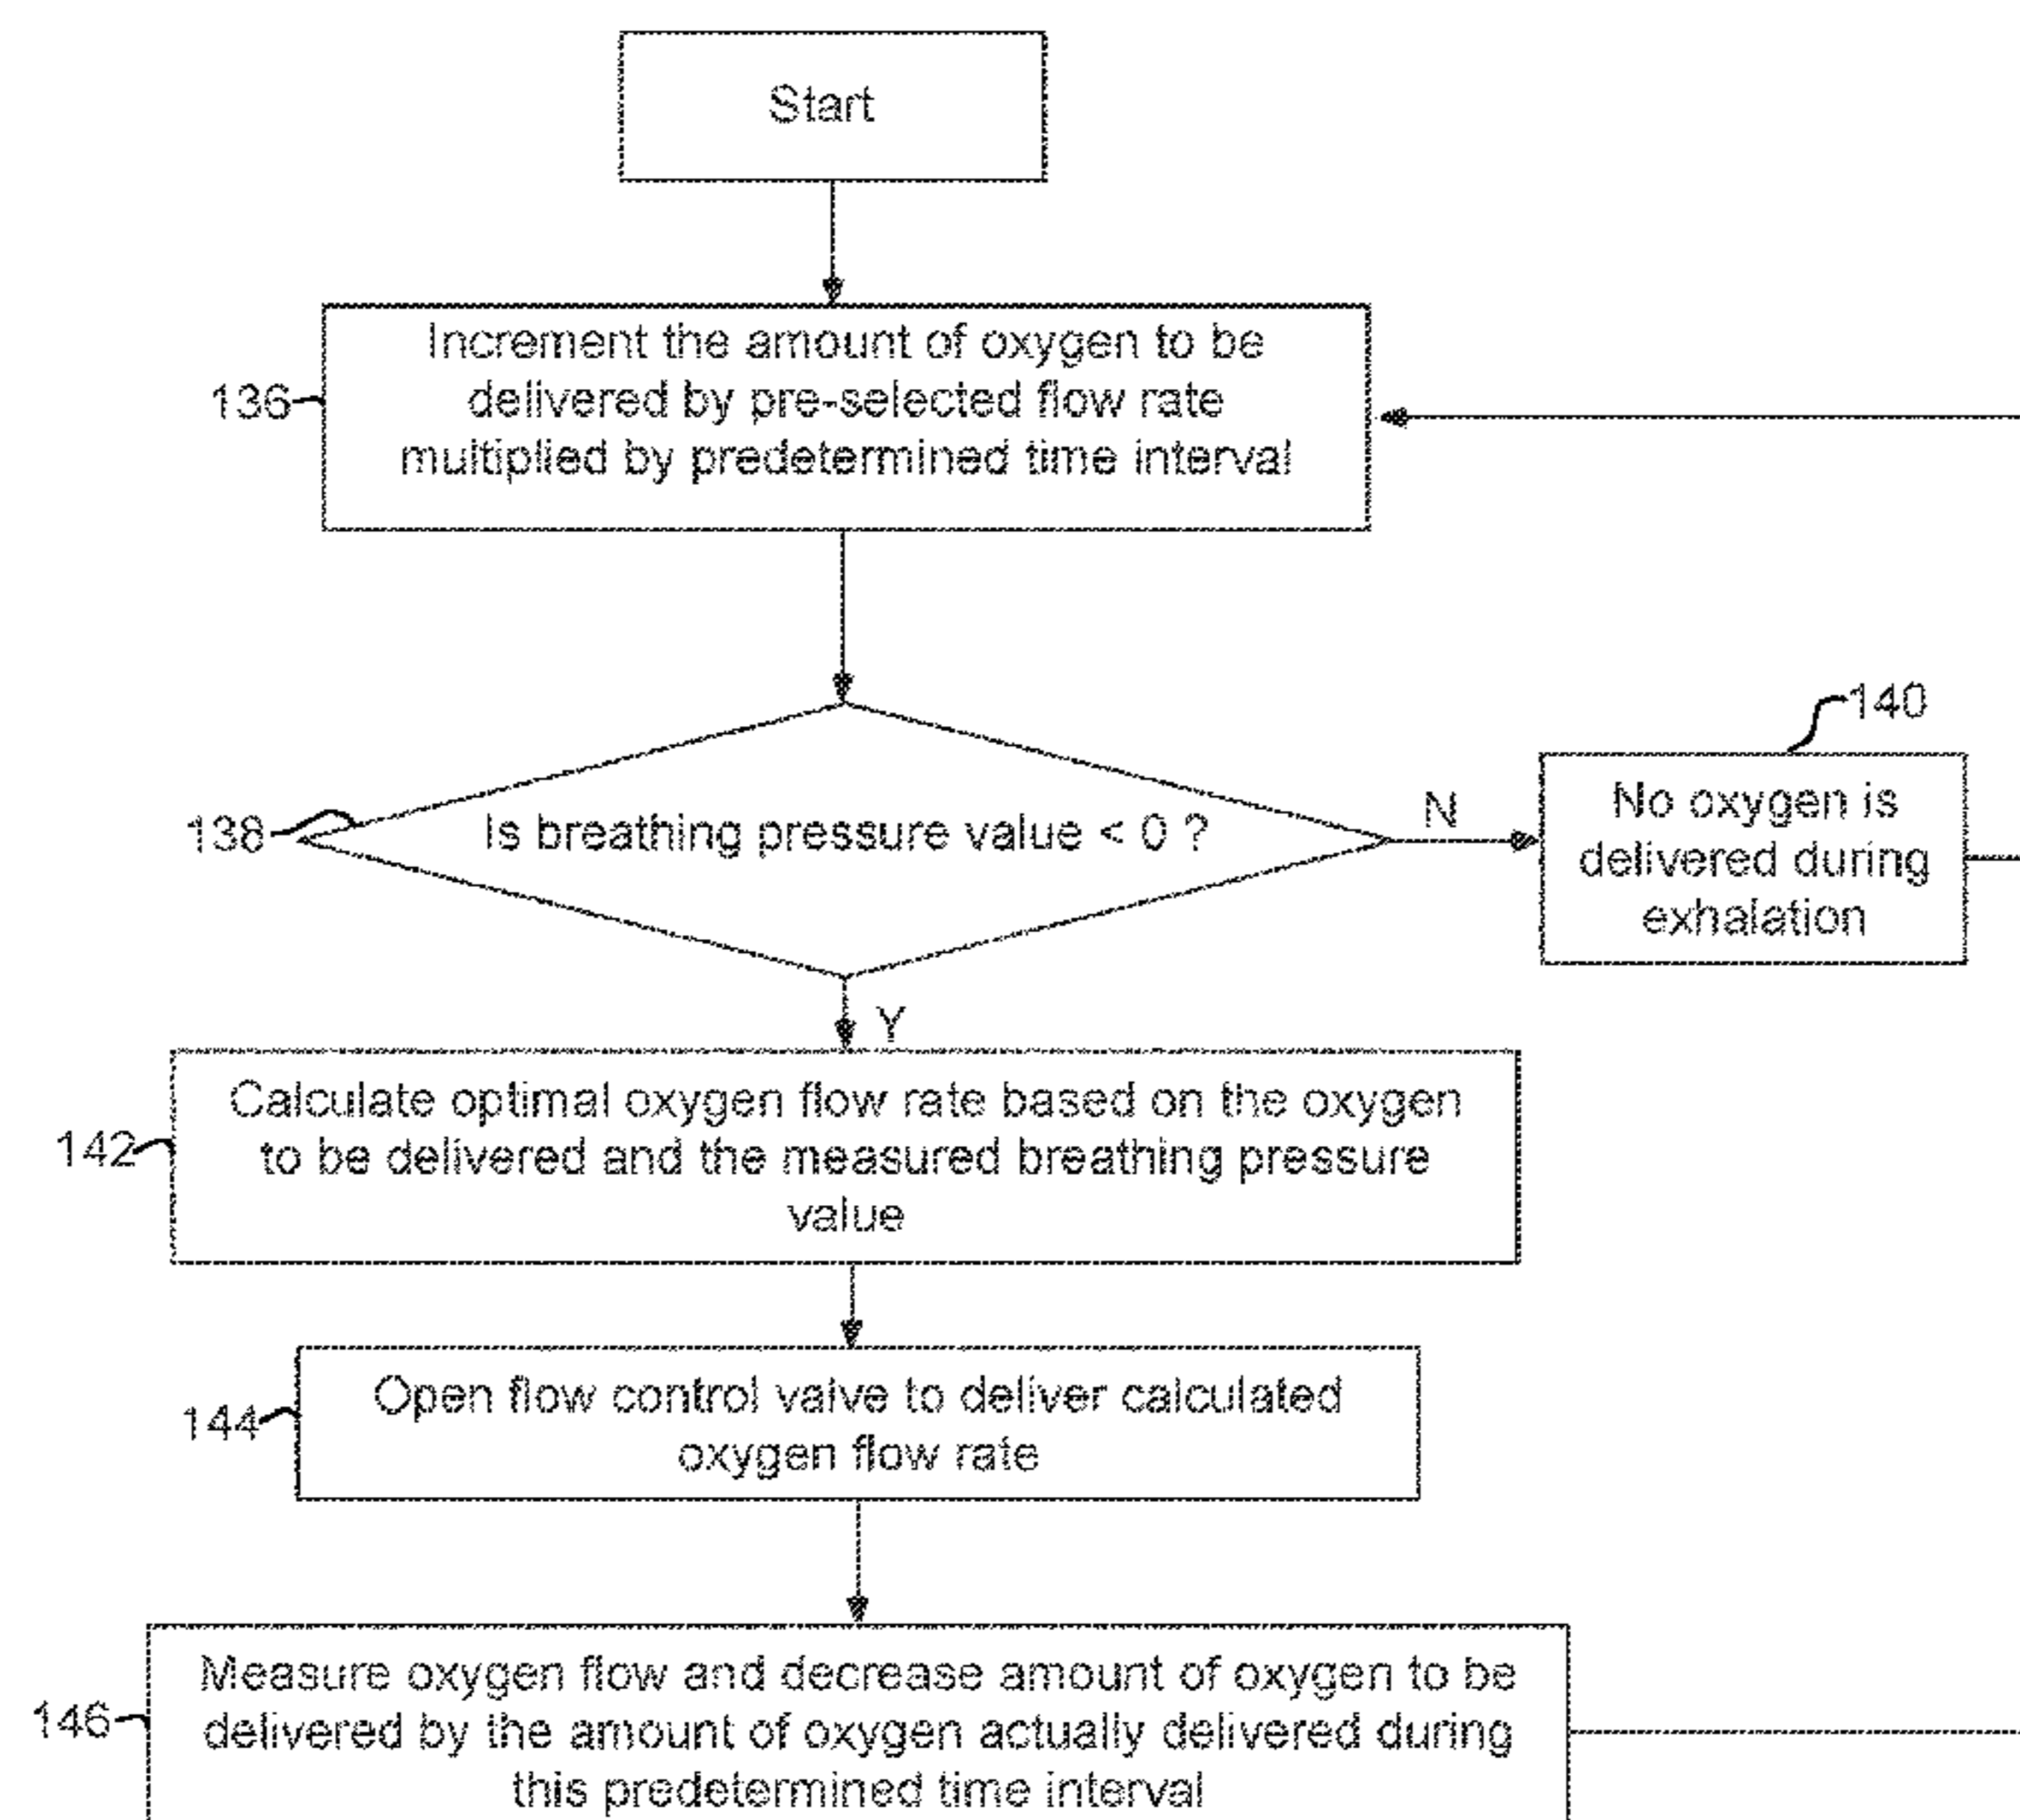 Start
Increment the amount of oxygen to be
delivered by pre-selected flow rate
multiplied by predetermined time interval
136
140
138
Is breathing pressure value < 0 ?
N
No oxygen is
delivered during
exhalation
Y
Calculate optimal oxygen flow rate based on the oxygen
to be delivered and the measured breathing pressure
value
142
Open flow control valve to deliver calculated
oxygen flow rate
144
Measure oxygen flow and decrease amount of oxygen to be
delivered by the amount of oxygen actually delivered during
this predetermined time interval
146